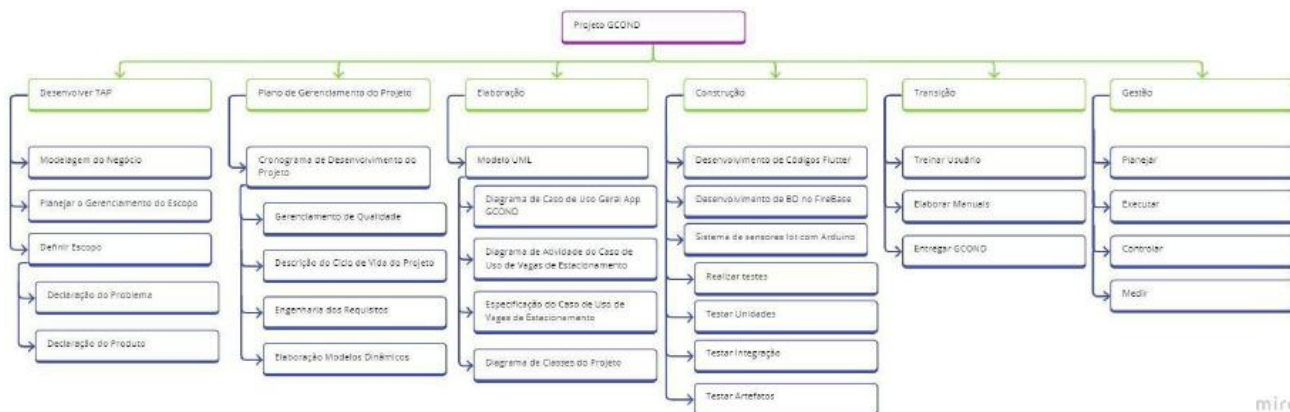 Projeto GCOND
Desenvolver TAP
Modelagem do Negócio
Planejar o Gerenciamento do Escopo
Definir Escopo
Declaração do Problema
Declaração do Produto
Plano de Gerenciamento do Projeto
Cronograma de Desenvolvimento do
Projeto
Gerenciamento de Qualidade
Descrição do Ciclo de Vida do Projeto
Engenharia dos Requisitos
Elaboração Modelos Dinâmicos
Elaboração
Modelo UML
Diagrama de Caso de Uso Geral App
GCOND
Diagrama de Atividade do Caso de
Uso de Vagas de Estacionamento
Especificação do Caso de Uso de
Vagas de Estacionamento
Diagrama de Classes do Projeto
Construção
Desenvolvimento de Códigos Flutter
Desenvolvimento de BD no FireBase
Sistema de sensores Iot com Arduino
Realizar testes
Testar Unidades
Testar Integração
Testar Artefatos
Transição
Treinar Usuário
Elaborar Manuais
Entregar GCOND
Gestão
Planejar
Executar
Controlar
Medir
miro